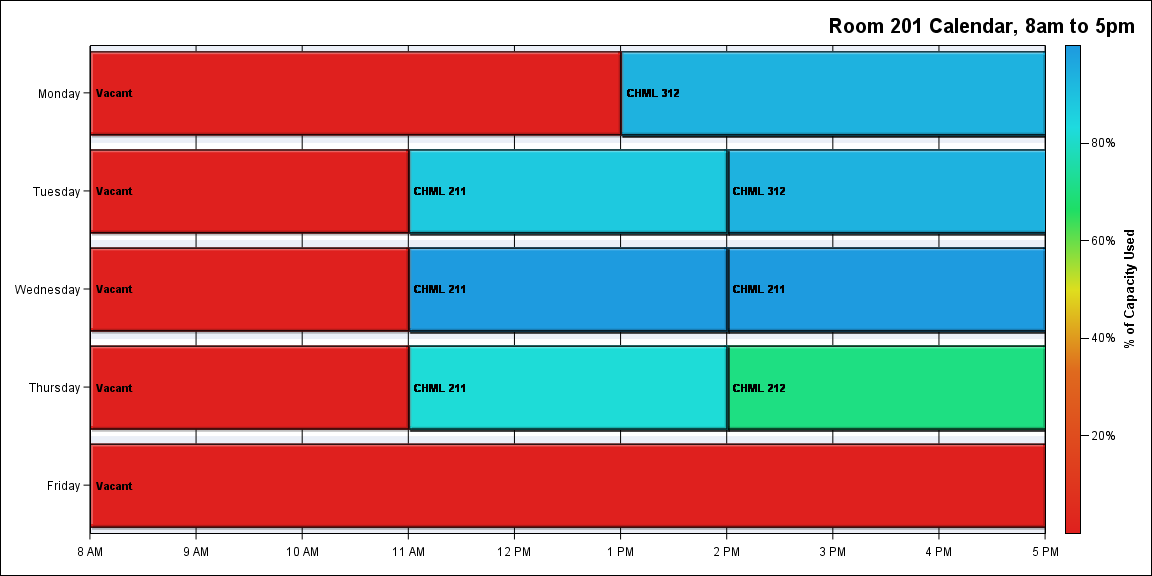 Room 201 Calendar, 8am to 5pm
Monday
Vacant
CHML 312
Tuesday
Vacant
CHML 211
CHML 312
Wednesday
Vacant
CHML 211
CHML 211
Thursday
Vacant
CHML 211
CHML 212
Friday
Vacant
8 AM
9 AM
10 AM
11 AM
12 PM
1 PM
2 PM
3 PM
4 PM
5 PM
80%
60%
40%
20%
% of Capacity Used